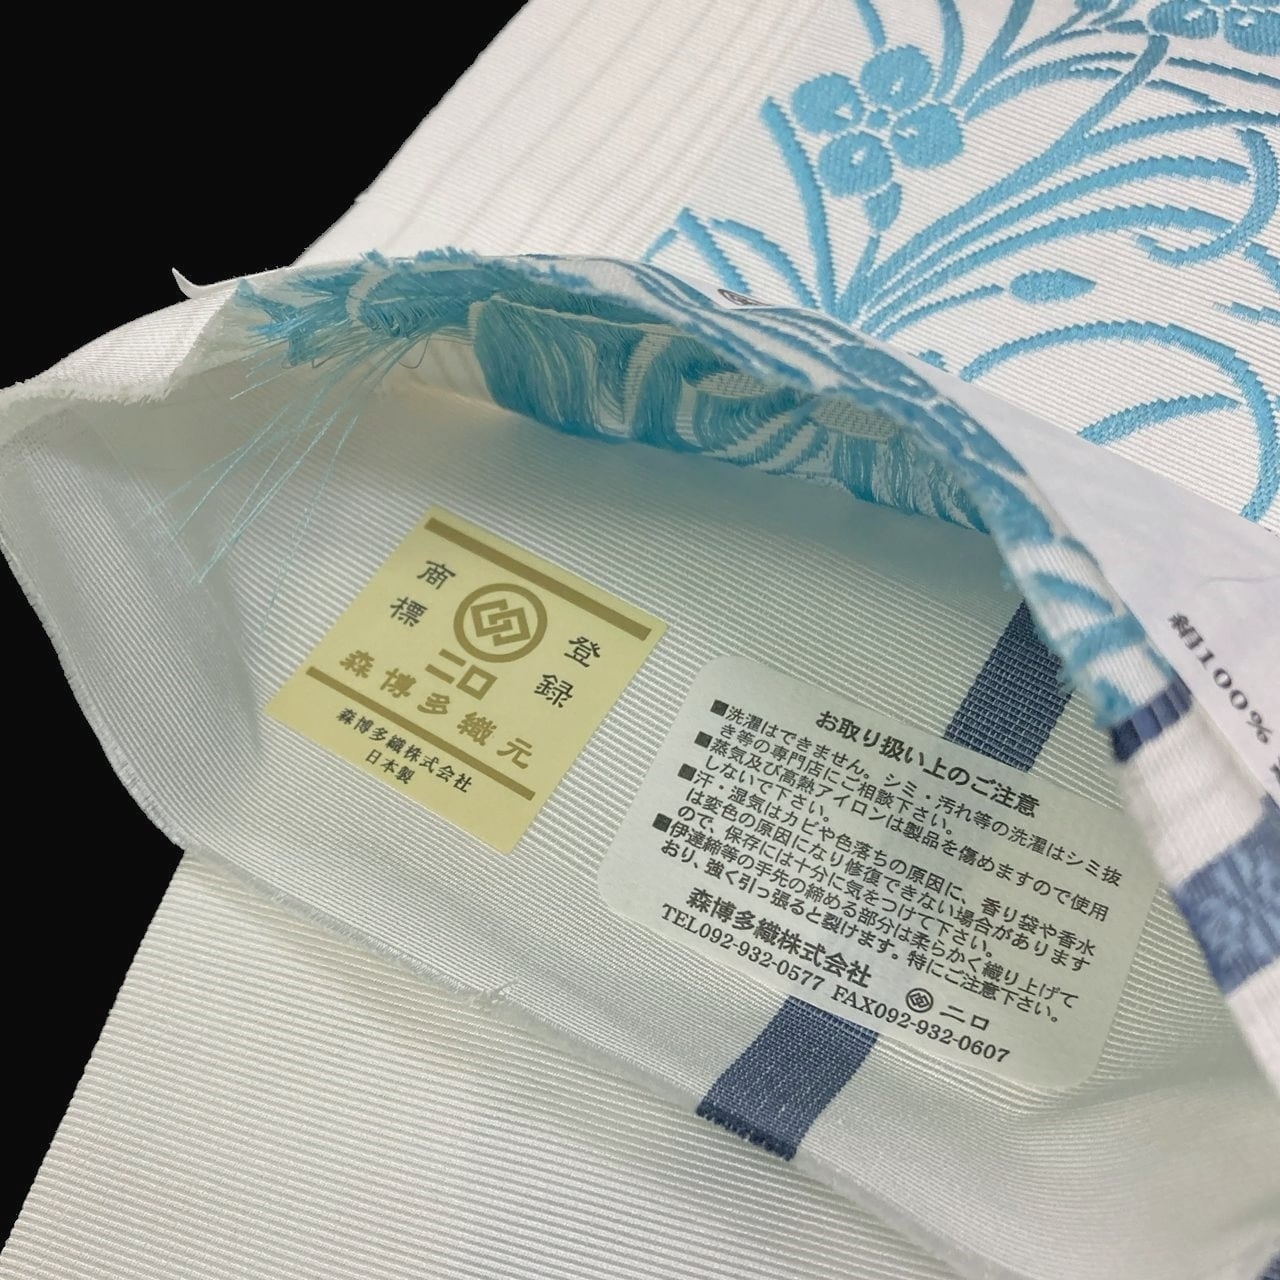 商標
登録
二ロ
森博多織元
森博多織株式会社
日本製
お取り扱い上のご注意
■洗濯はできません。シミ・汚れ等の洗濯はシミ抜
き等の専門店にご相談下さい。
■蒸気及び高熱アイロンは製品を傷めますので使用
しないで下さい。
■汗・湿気はカビや色落ちの原因に、香り袋や香水
は変色の原因になり修復できない場合があります
ので、保存には十分に気をつけて下さい。
■伊達締等の手先の締める部分は柔らかく織り上げて
おり、強く引っ張ると裂けます。特にご注意下さい。
森博多織株式会社 二ロ
TEL092-932-0577 FAX092-932-0607
絹100%